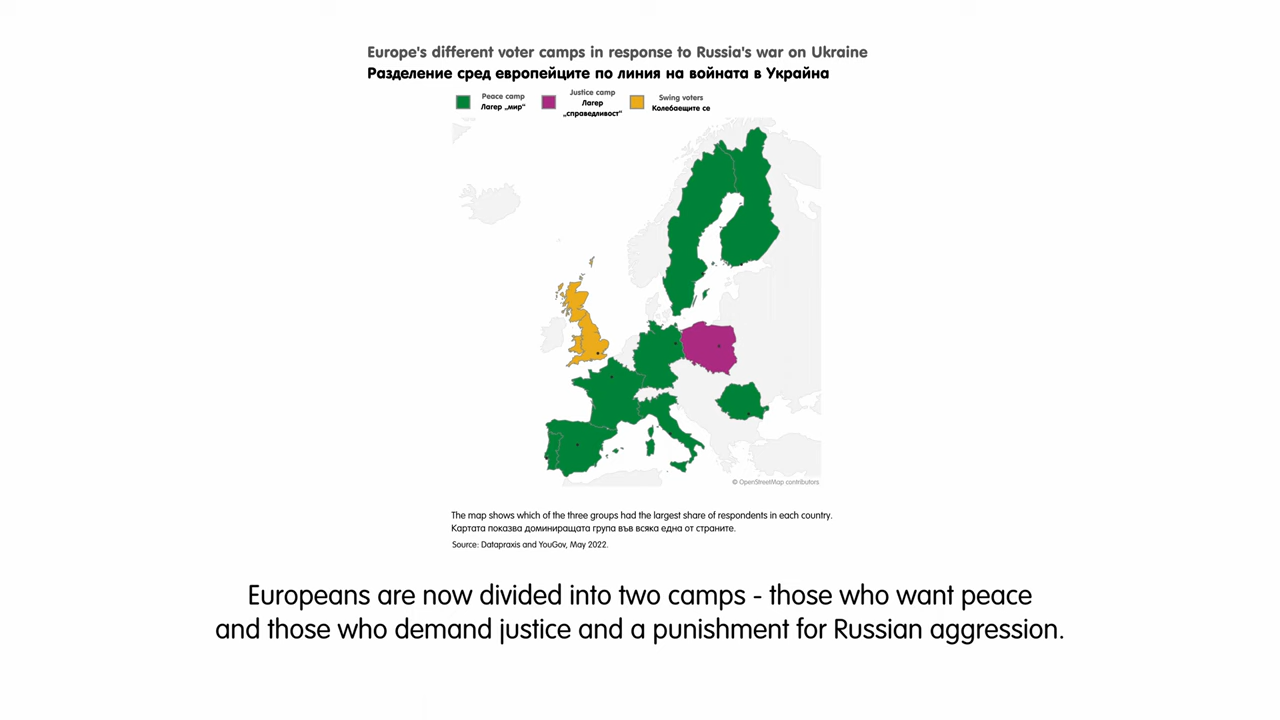 Europe's different voter camps in response to Russia's war on Ukraine
Разделение сред европейците по линия на войната в Украйна
Peace camp
Лагер „мир“
Justice camp
Лагер
„справедливост“
Swing voters
Колебаещите се
© OpenStreetMap contributors
The map shows which of the three groups had the largest share of respondents in each country.
Картата показва доминиращата група във всяка една от страните.
Source: Datapraxis and YouGov, May 2022.
Europeans are now divided into two camps - those who want peace
and those who demand justice and a punishment for Russian aggression.